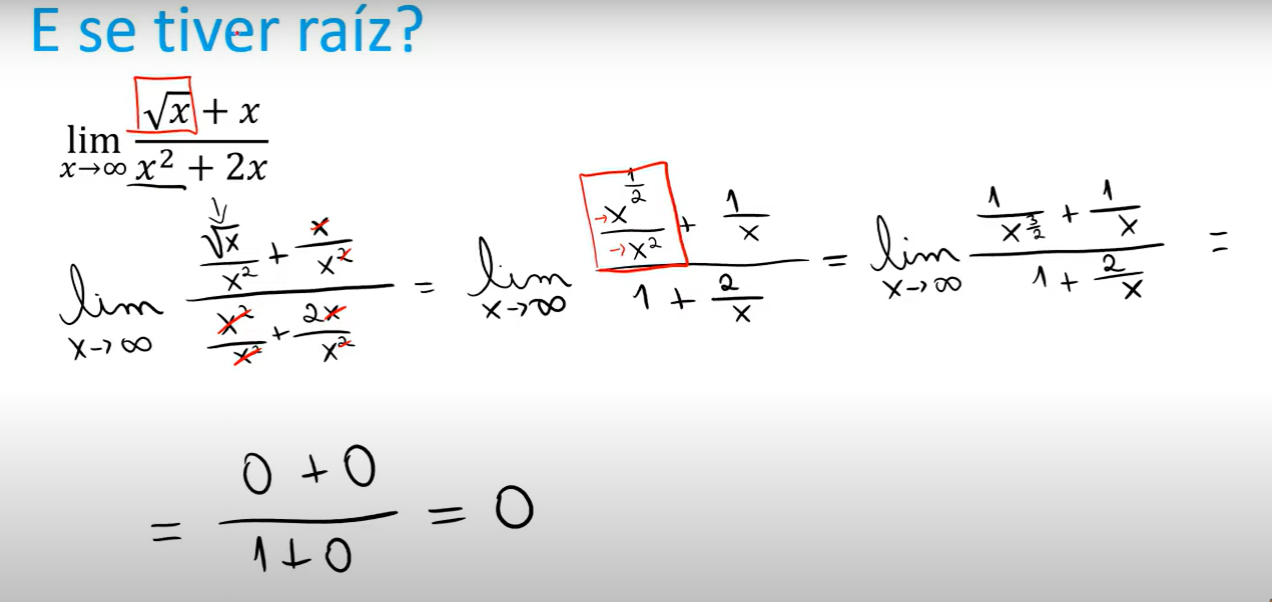 E se tiver raíz?
lim x→∞ (√x + x)/(x² + 2x)
lim x→∞ (√x/x² + x/x²)/(x²/x² + 2x/x²) = lim x→∞ (x^(1/2)/x² + 1/x)/(1 + 2/x) = lim x→∞ (1/x^(3/2) + 1/x)/(1 + 2/x) =
= (0 + 0)/(1 + 0) = 0